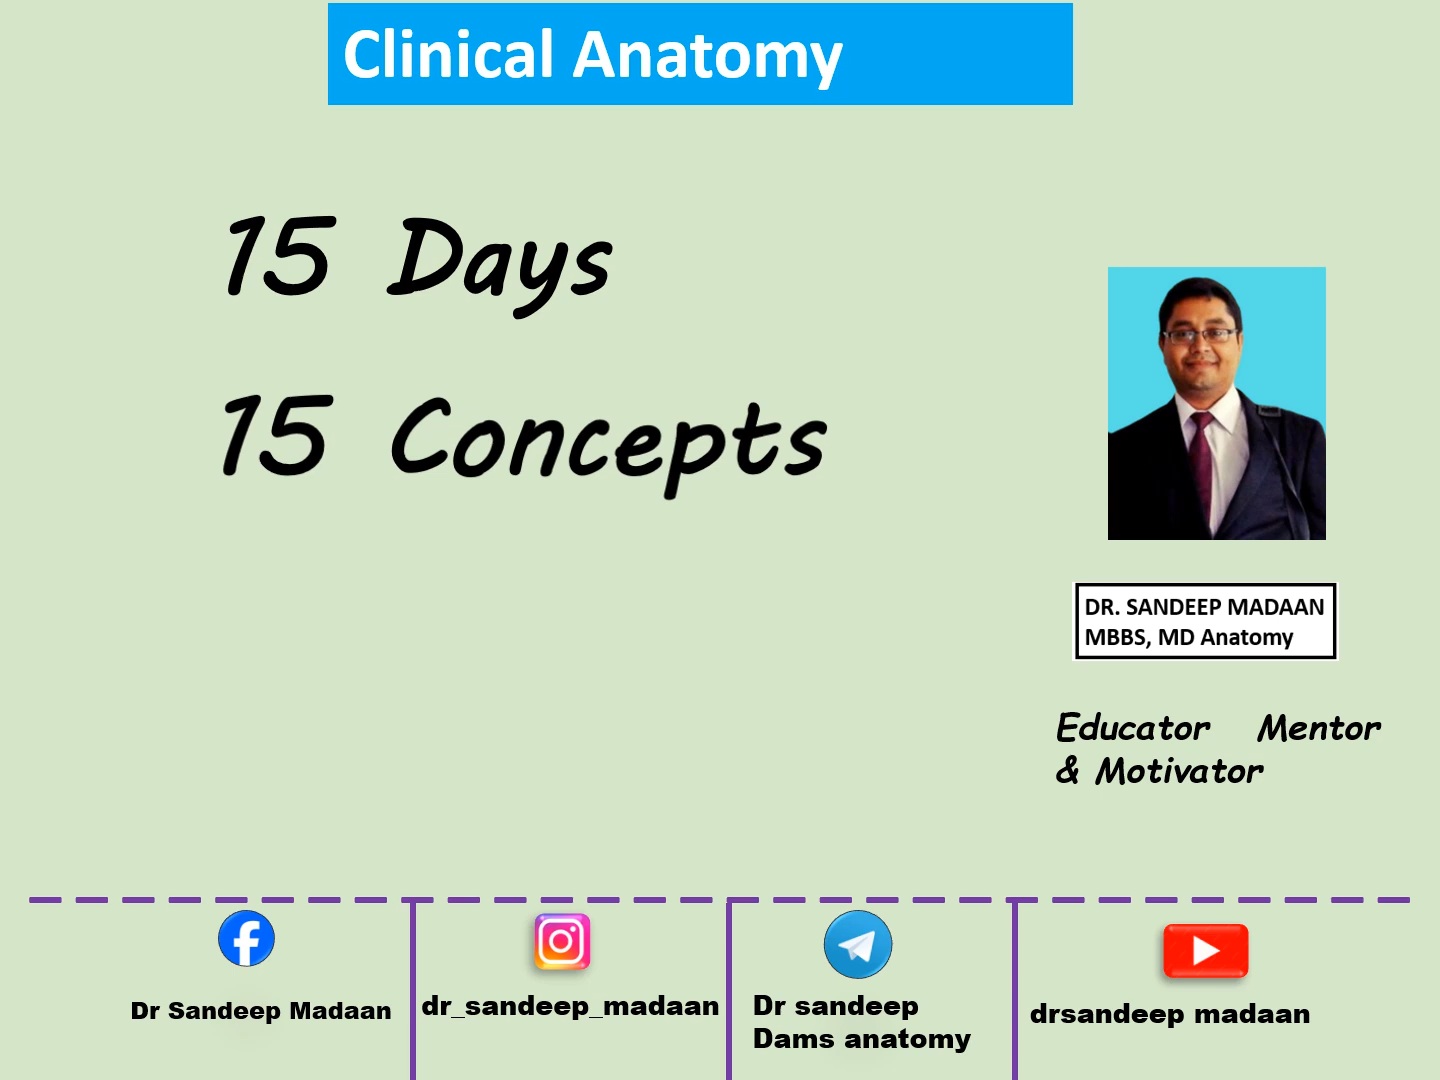 Clinical Anatomy
15 Days
15 Concepts
DR. SANDEEP MADAAN
MBBS, MD Anatomy
Educator Mentor
& Motivator
Dr Sandeep Madaan
dr_sandeep_madaan
Dr sandeep
Dams anatomy
drsandeep madaan